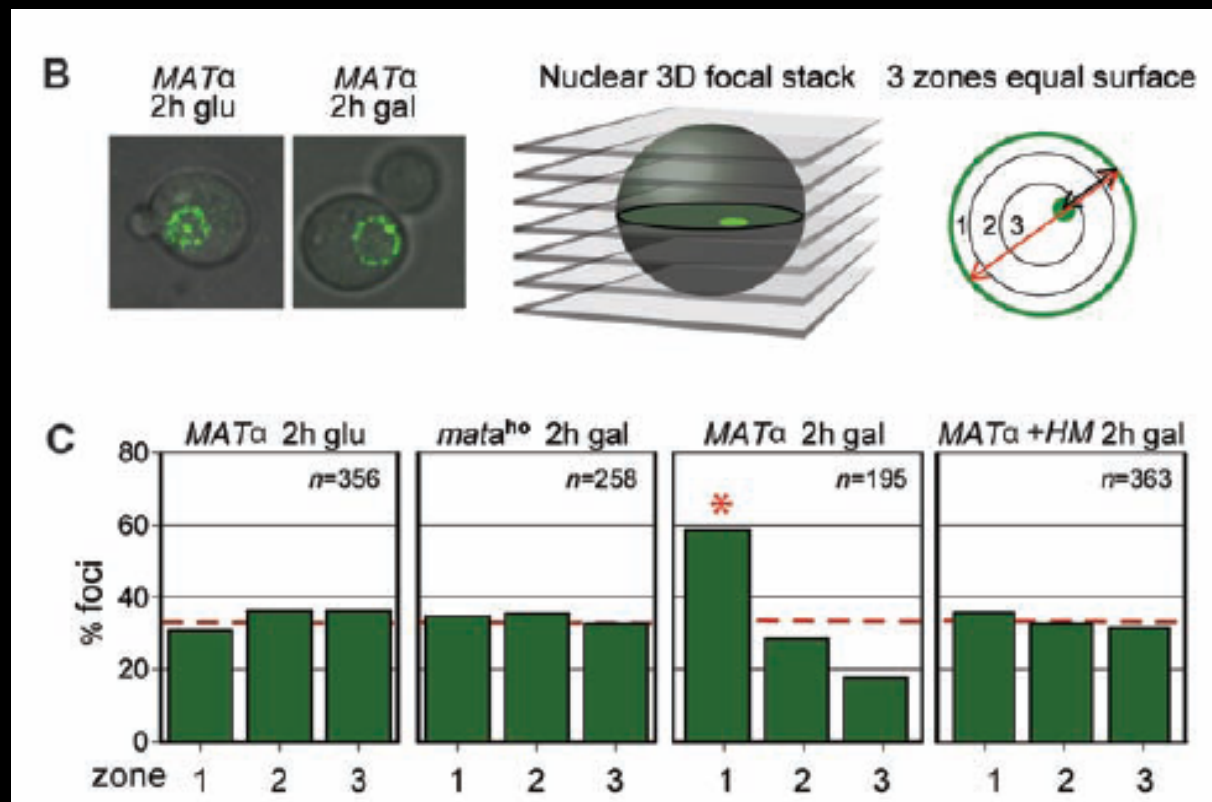 B
MATα
2h glu
MATα
2h gal
Nuclear 3D focal stack
3 zones equal surface
1 2 3
C
MATα 2h glu
mataʰᵒ 2h gal
MATα 2h gal
MATα +HM 2h gal
n=356
n=258
n=195
n=363
*
% foci
80
60
40
20
0
zone 1 2 3 1 2 3 1 2 3 1 2 3